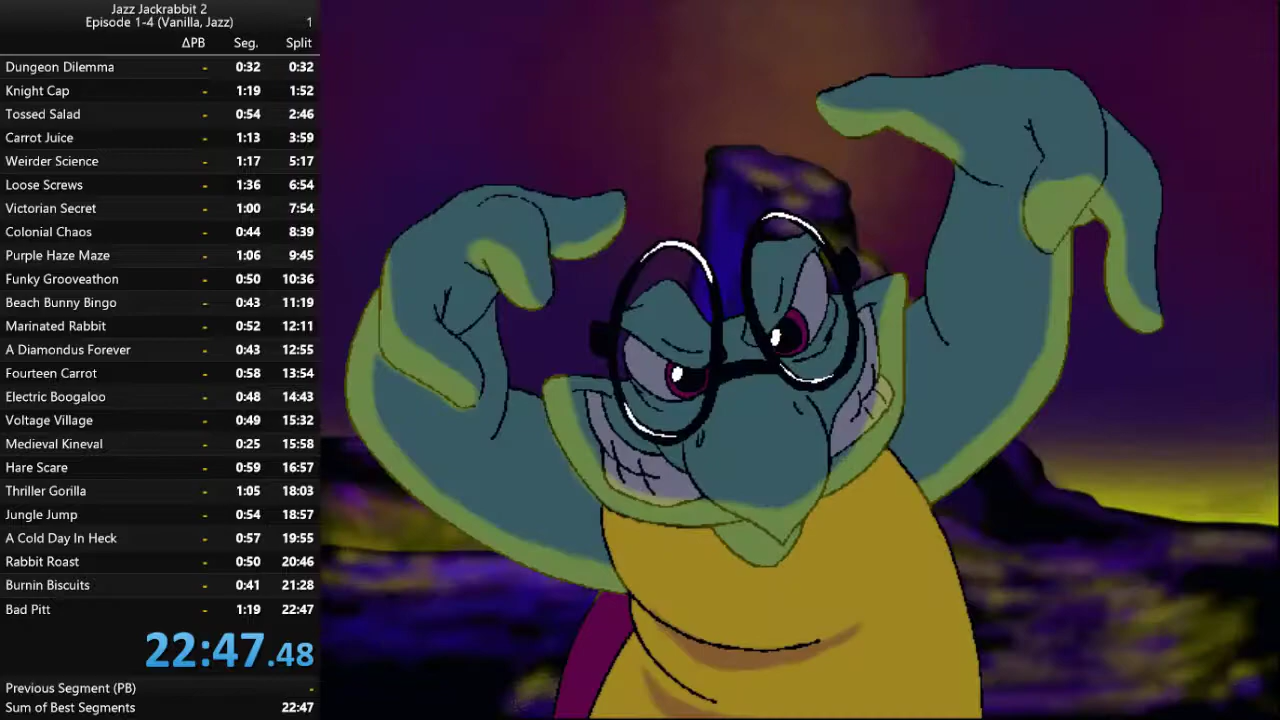 Jazz Jackrabbit 2
Episode 1-4 (Vanilla, Jazz) 1
ΔPB Seg. Split
Dungeon Dilemma - 0:32 0:32
Knight Cap - 1:19 1:52
Tossed Salad - 0:54 2:46
Carrot Juice - 1:13 3:59
Weirder Science - 1:17 5:17
Loose Screws - 1:36 6:54
Victorian Secret - 1:00 7:54
Colonial Chaos - 0:44 8:39
Purple Haze Maze - 1:06 9:45
Funky Grooveathon - 0:50 10:36
Beach Bunny Bingo - 0:43 11:19
Marinated Rabbit - 0:52 12:11
A Diamondus Forever - 0:43 12:55
Fourteen Carrot - 0:58 13:54
Electric Boogaloo - 0:48 14:43
Voltage Village - 0:49 15:32
Medieval Kineval - 0:25 15:58
Hare Scare - 0:59 16:57
Thriller Gorilla - 1:05 18:03
Jungle Jump - 0:54 18:57
A Cold Day In Heck - 0:57 19:55
Rabbit Roast - 0:50 20:46
Burnin Biscuits - 0:41 21:28
Bad Pitt - 1:19 22:47
22:47.48
Previous Segment (PB) -
Sum of Best Segments 22:47